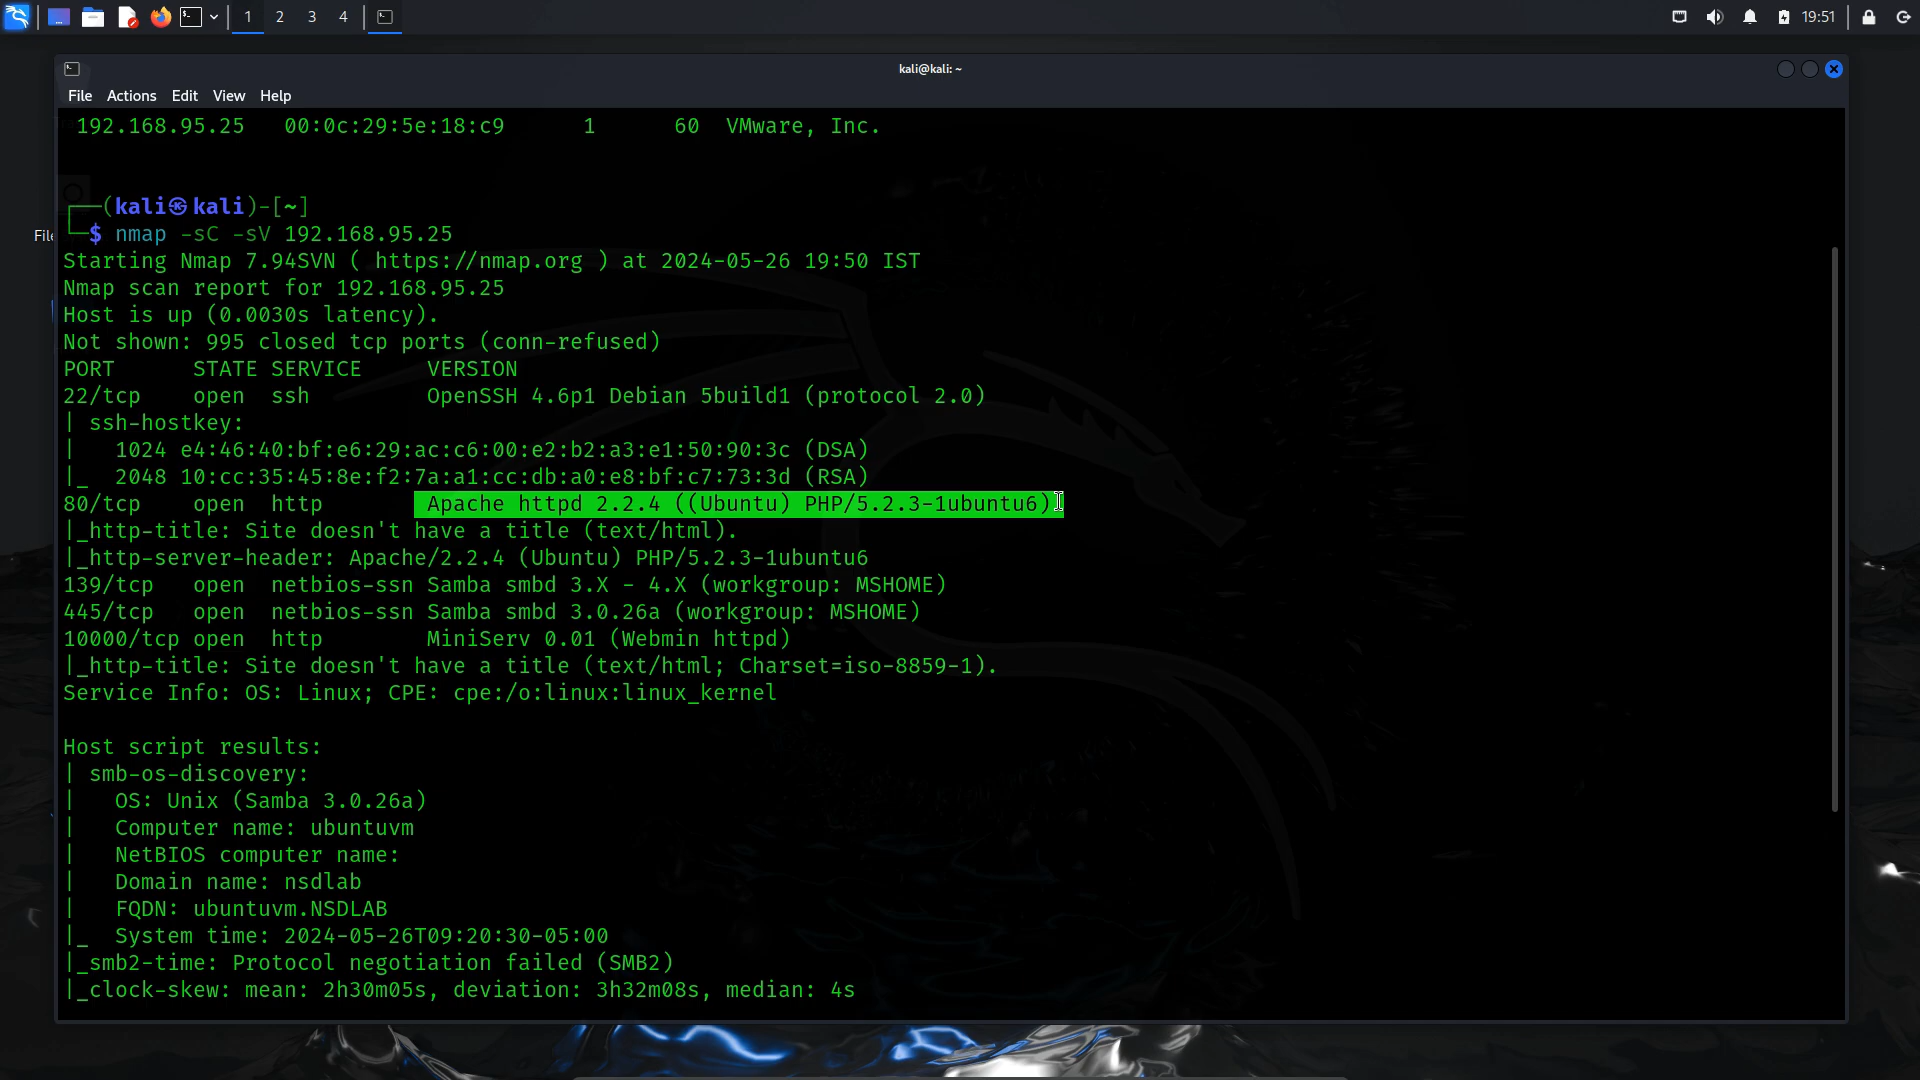 1 2 3 4 19:51
kali@kali: ~
File Actions Edit View Help
192.168.95.25 00:0c:29:5e:18:c9 1 60 VMware, Inc.
File
┌──(kali㉿kali)-[~]
└─$ nmap -sC -sV 192.168.95.25
Starting Nmap 7.94SVN ( https://nmap.org ) at 2024-05-26 19:50 IST
Nmap scan report for 192.168.95.25
Host is up (0.0030s latency).
Not shown: 995 closed tcp ports (conn-refused)
PORT STATE SERVICE VERSION
22/tcp open ssh OpenSSH 4.6p1 Debian 5build1 (protocol 2.0)
| ssh-hostkey:
| 1024 e4:46:40:bf:e6:29:ac:c6:00:e2:b2:a3:e1:50:90:3c (DSA)
|_ 2048 10:cc:35:45:8e:f2:7a:a1:cc:db:a0:e8:bf:c7:73:3d (RSA)
80/tcp open http Apache httpd 2.2.4 ((Ubuntu) PHP/5.2.3-1ubuntu6)
|_http-title: Site doesn't have a title (text/html).
|_http-server-header: Apache/2.2.4 (Ubuntu) PHP/5.2.3-1ubuntu6
139/tcp open netbios-ssn Samba smbd 3.X - 4.X (workgroup: MSHOME)
445/tcp open netbios-ssn Samba smbd 3.0.26a (workgroup: MSHOME)
10000/tcp open http MiniServ 0.01 (Webmin httpd)
|_http-title: Site doesn't have a title (text/html; Charset=iso-8859-1).
Service Info: OS: Linux; CPE: cpe:/o:linux:linux_kernel
Host script results:
| smb-os-discovery:
| OS: Unix (Samba 3.0.26a)
| Computer name: ubuntuvm
| NetBIOS computer name:
| Domain name: nsdlab
| FQDN: ubuntuvm.NSDLAB
|_ System time: 2024-05-26T09:20:30-05:00
|_smb2-time: Protocol negotiation failed (SMB2)
|_clock-skew: mean: 2h30m05s, deviation: 3h32m08s, median: 4s